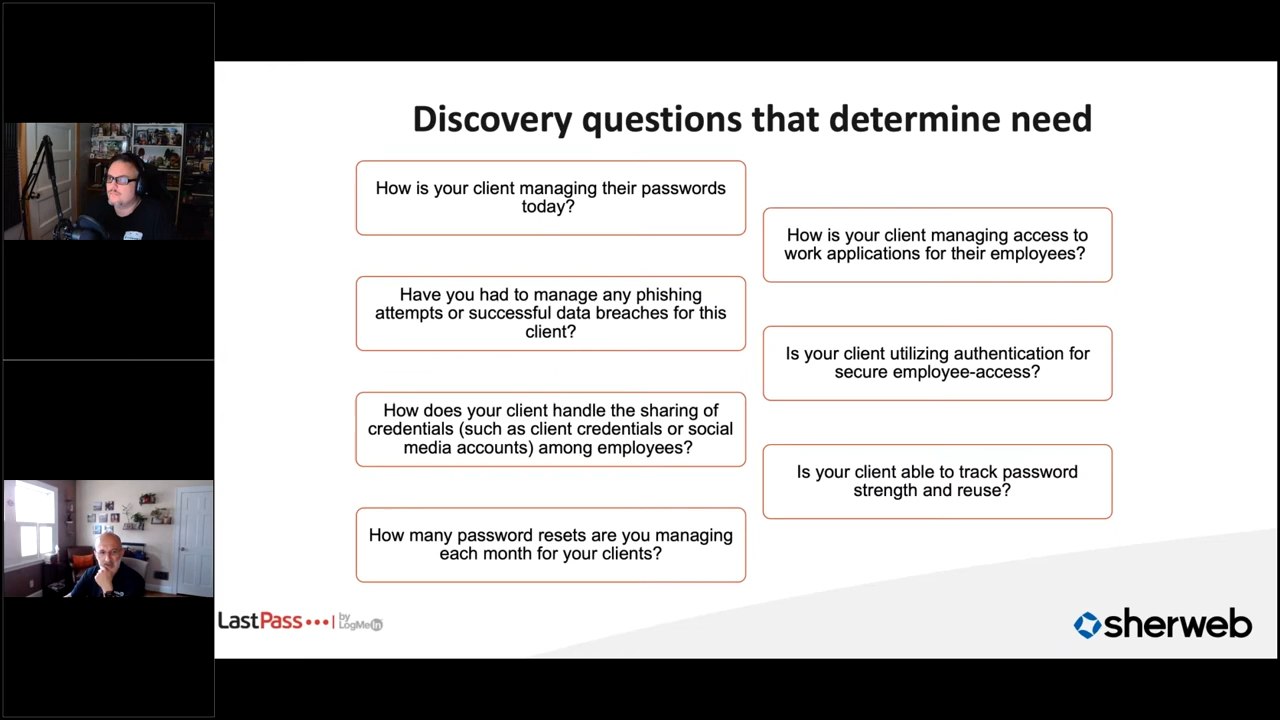 Discovery questions that determine need
How is your client managing their passwords
today?
How is your client managing access to
work applications for their employees?
Have you had to manage any phishing
attempts or successful data breaches for this
client?
Is your client utilizing authentication for
secure employee-access?
How does your client handle the sharing of
credentials (such as client credentials or social
media accounts) among employees?
Is your client able to track password
strength and reuse?
How many password resets are you managing
each month for your clients?
LastPass
by
LogMeIn
sherweb